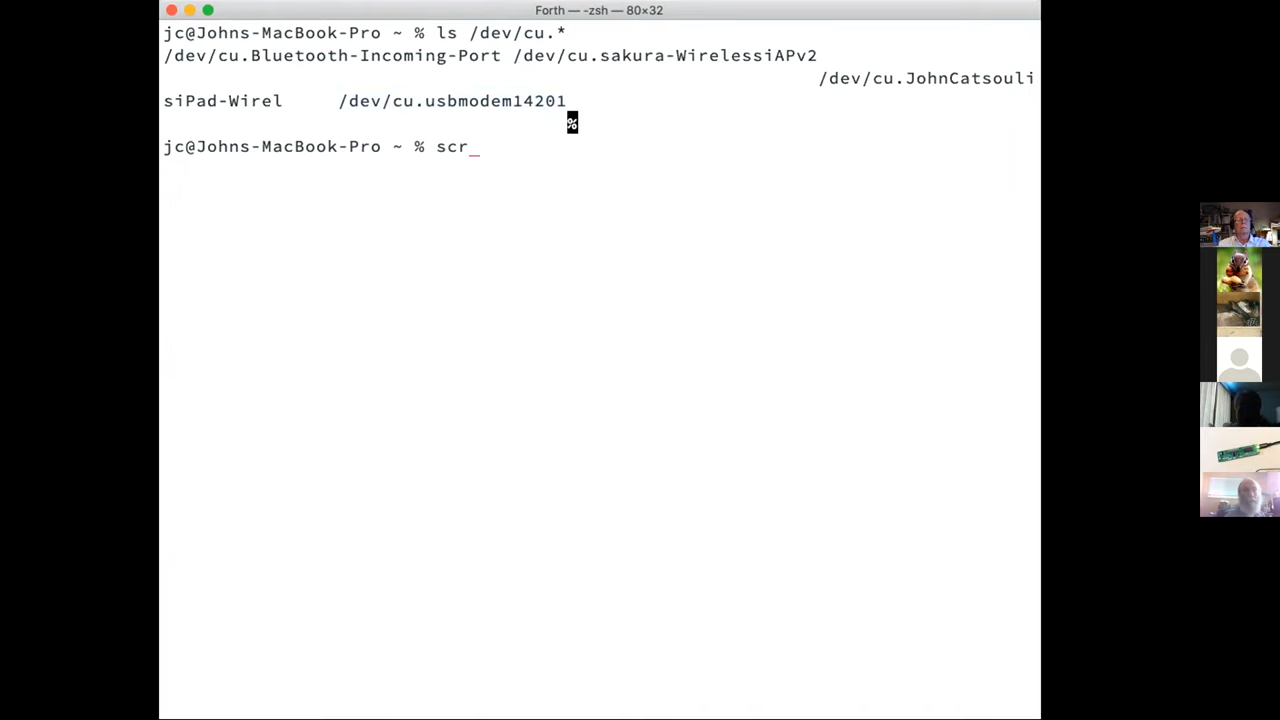 Forth — -zsh — 80×32
jc@Johns-MacBook-Pro ~ % ls /dev/cu.*
/dev/cu.Bluetooth-Incoming-Port /dev/cu.sakura-WirelessiAPv2
/dev/cu.JohnCatsouli
siPad-Wirel /dev/cu.usbmodem14201
%
jc@Johns-MacBook-Pro ~ % scr_